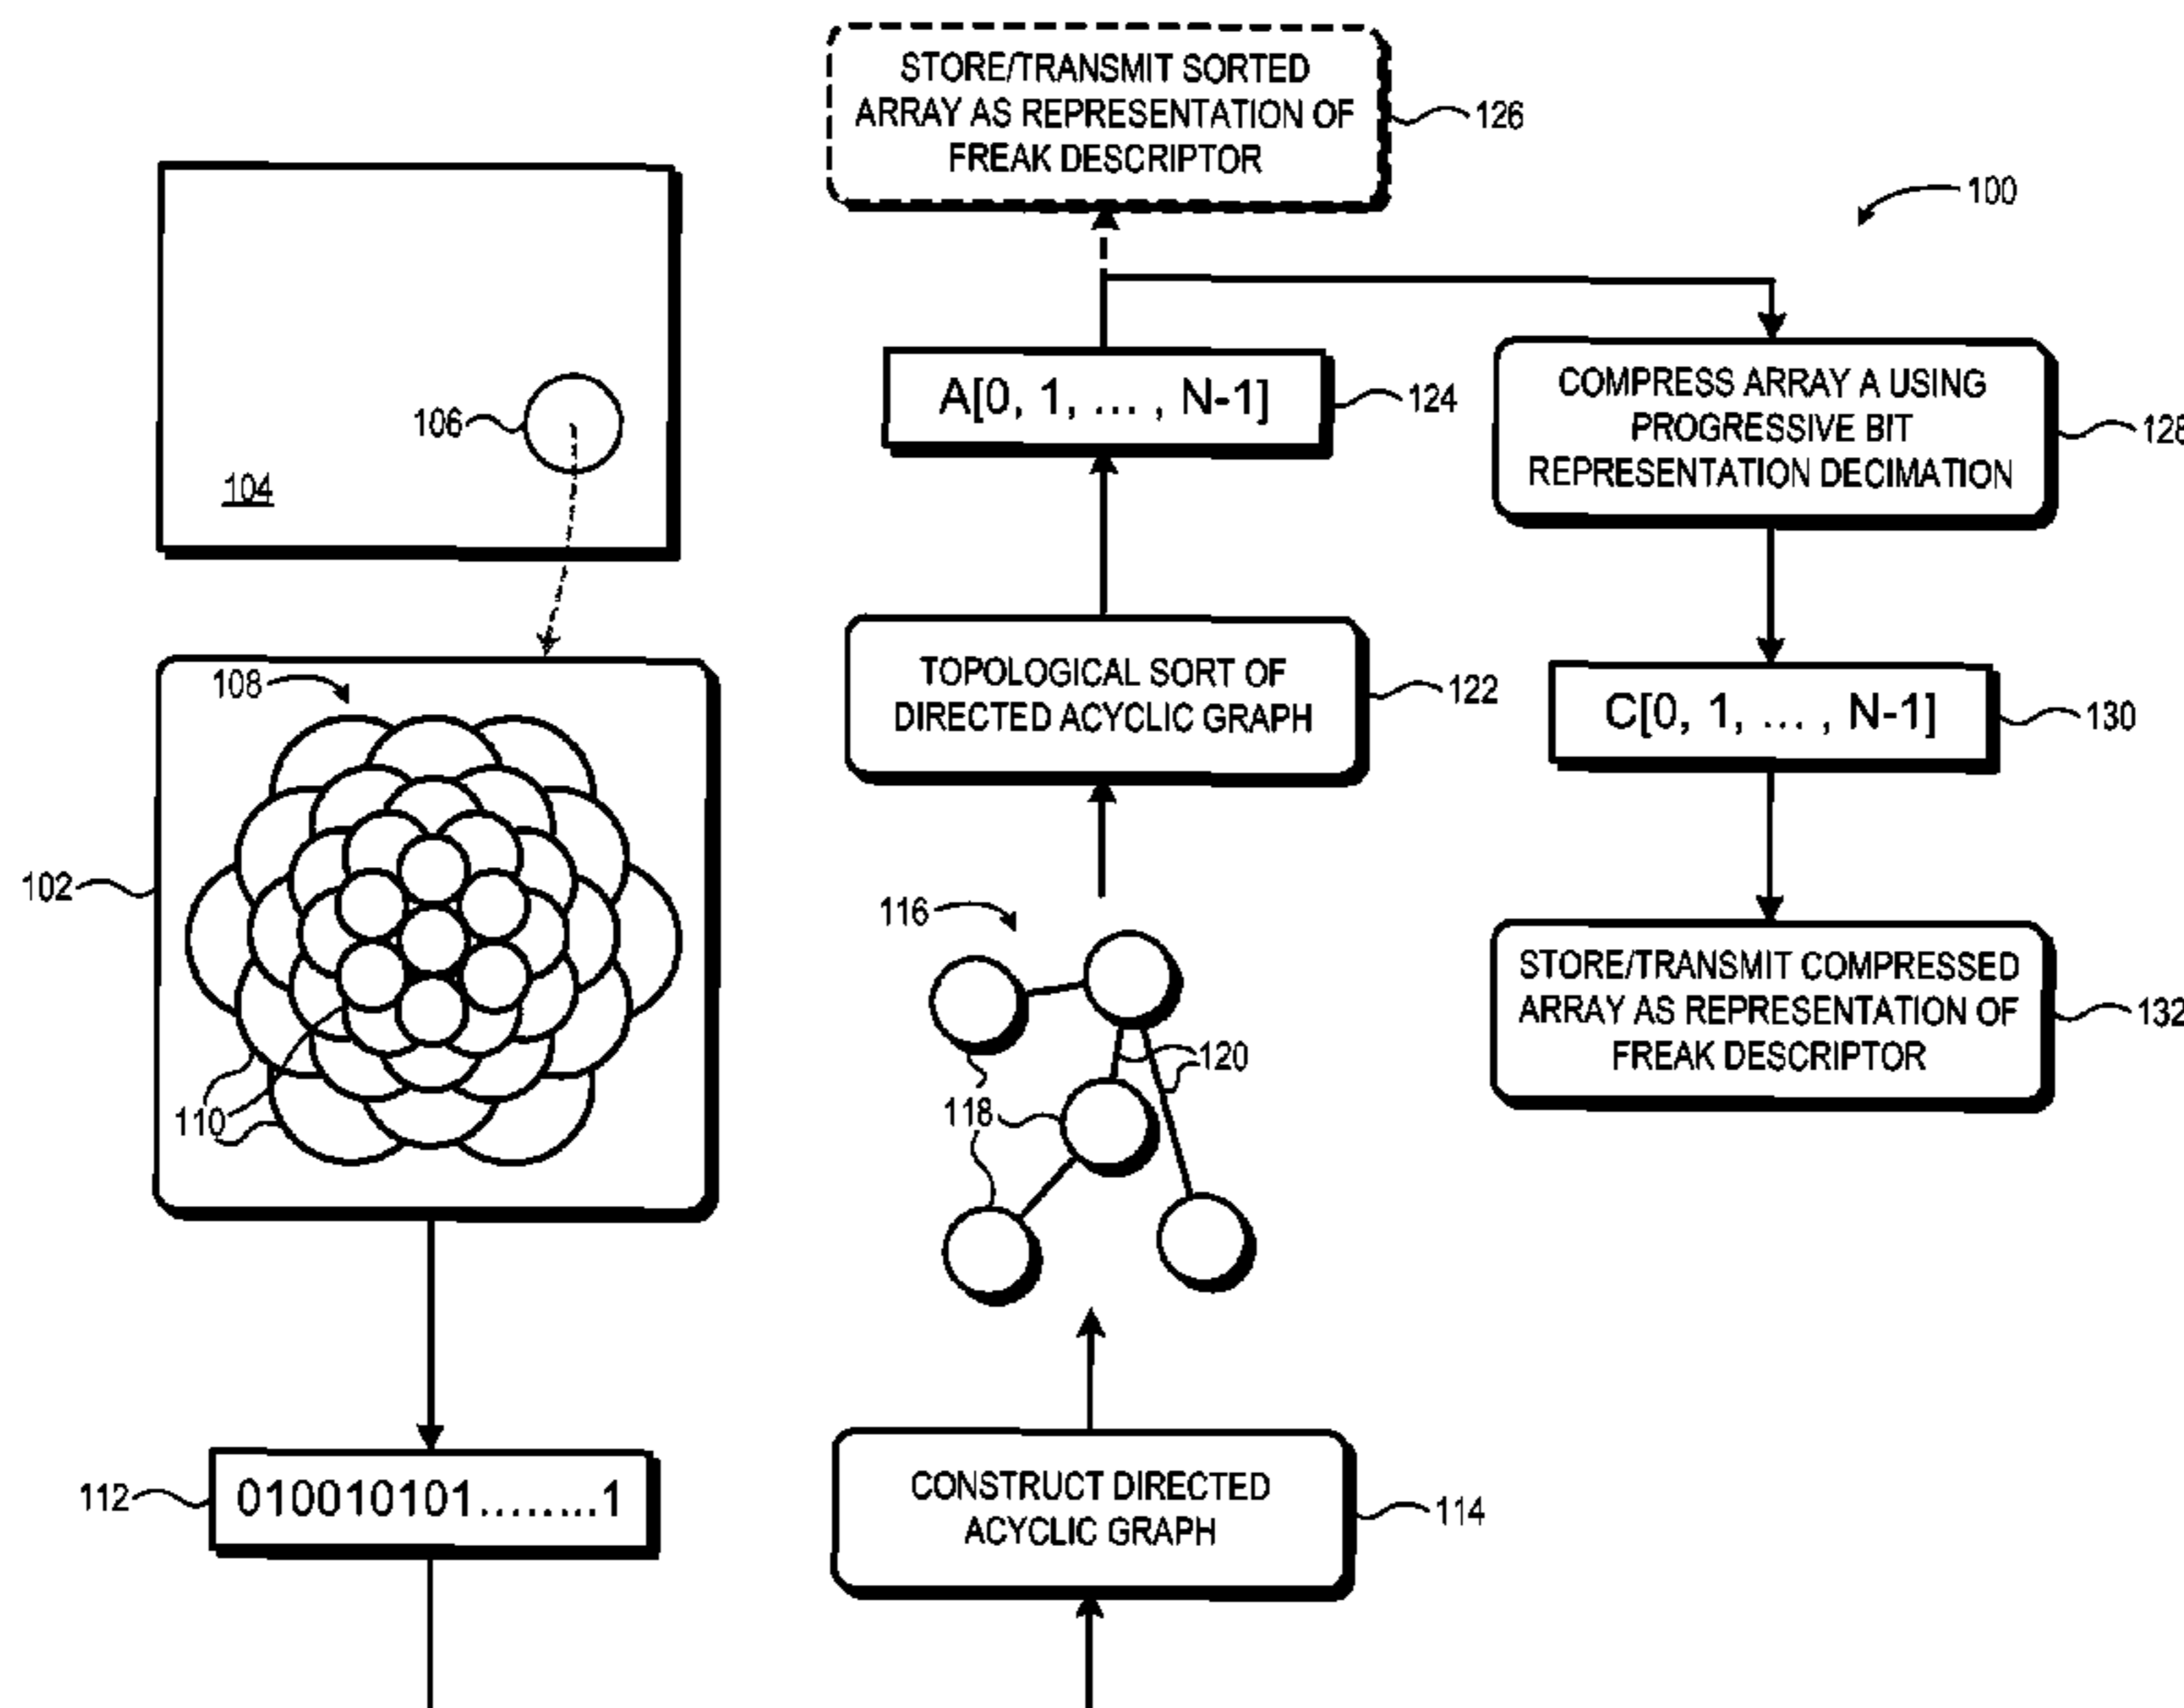 STORE/TRANSMIT SORTED
ARRAY AS REPRESENTATION OF
FREAK DESCRIPTOR
126
100
106
104
A[0, 1, ... , N-1]
124
COMPRESS ARRAY A USING
PROGRESSIVE BIT
REPRESENTATION DECIMATION
128
108
TOPOLOGICAL SORT OF
DIRECTED ACYCLIC GRAPH
122
C[0, 1, ... , N-1]
130
102
116
STORE/TRANSMIT COMPRESSED
ARRAY AS REPRESENTATION OF
FREAK DESCRIPTOR
132
120
110
118
112
010010101........1
CONSTRUCT DIRECTED
ACYCLIC GRAPH
114